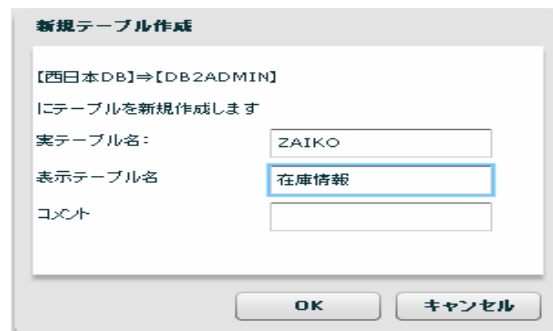 新規テーブル作成
【西日本DB】⇒【DB2ADMIN】
にテーブルを新規作成します
実テーブル名: ZAIKO
表示テーブル名 在庫情報
コメント
OK キャンセル